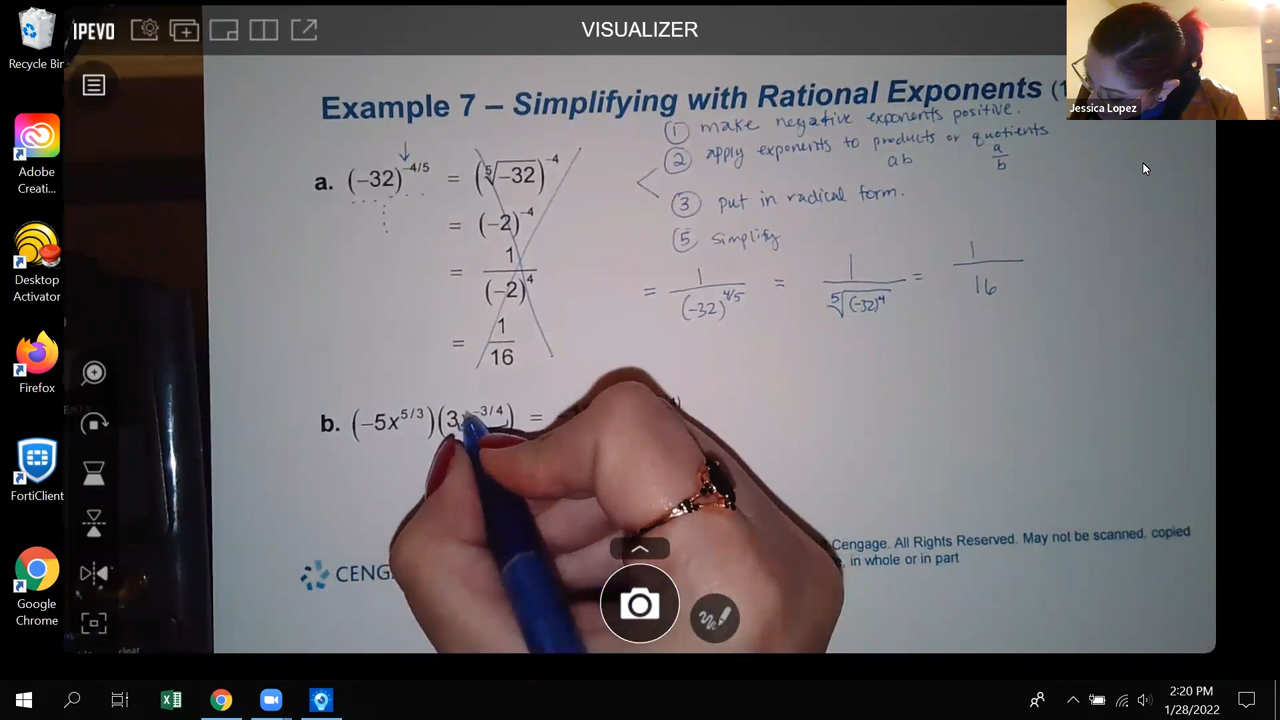 IPEVO
VISUALIZER
Jessica Lopez
Recycle Bin
Adobe
Creati...
Desktop
Activator
Firefox
FortiClient
Google
Chrome
Example 7 – Simplifying with Rational Exponents (
① make negative exponents positive.
② apply exponents to products or quotients
ab a/b
③ put in radical form.
⑤ simplify
a. (−32)^−4/5 = (⁵√−32)^−4
= (−2)^−4
= 1/(−2)^4
= 1/16
= 1/(-32)^4/5 = 1/⁵√(-32)^4 = 1/16
b. (−5x^5/3)(3x^−3/4) =
CENG
Cengage. All Rights Reserved. May not be scanned, copied
, in whole or in part
2:20 PM
1/28/2022